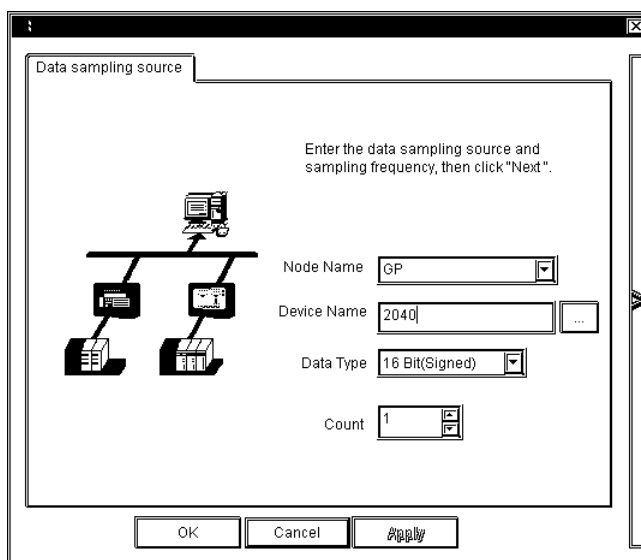 Data sampling source
Enter the data sampling source and
sampling frequency, then click "Next".
Node Name GP
Device Name 2040 ...
Data Type 16 Bit(Signed)
Count 1
OK Cancel Apply